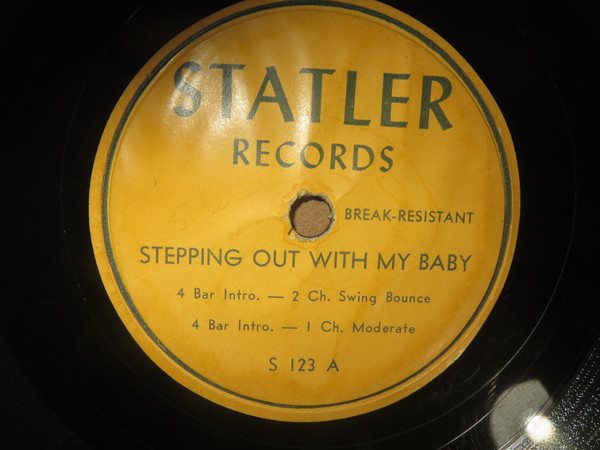 STATLER
RECORDS
BREAK-RESISTANT
STEPPING OUT WITH MY BABY
4 Bar Intro. — 2 Ch. Swing Bounce
4 Bar Intro. — 1 Ch. Moderate
S 123 A